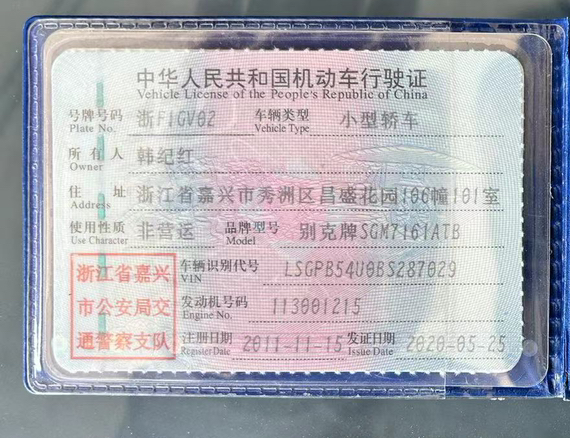 中华人民共和国机动车行驶证
Vehicle License of the People's Republic of China
号牌号码 浙F1GV02 车辆类型 小型轿车
Plate No. Vehicle Type
所有人 韩纪红
Owner
住址 浙江省嘉兴市秀洲区昌盛花园106幢101室
Address
使用性质 非营运 品牌型号 别克牌SGM7161ATB
Use Character Model
浙江省嘉兴 车辆识别代号 LSGPB54U0BS287029
VIN
市公安局交 发动机号码 113001215
Engine No.
通警察支队 注册日期 2011-11-15 发证日期 2020-05-25
Register Date Issue Date